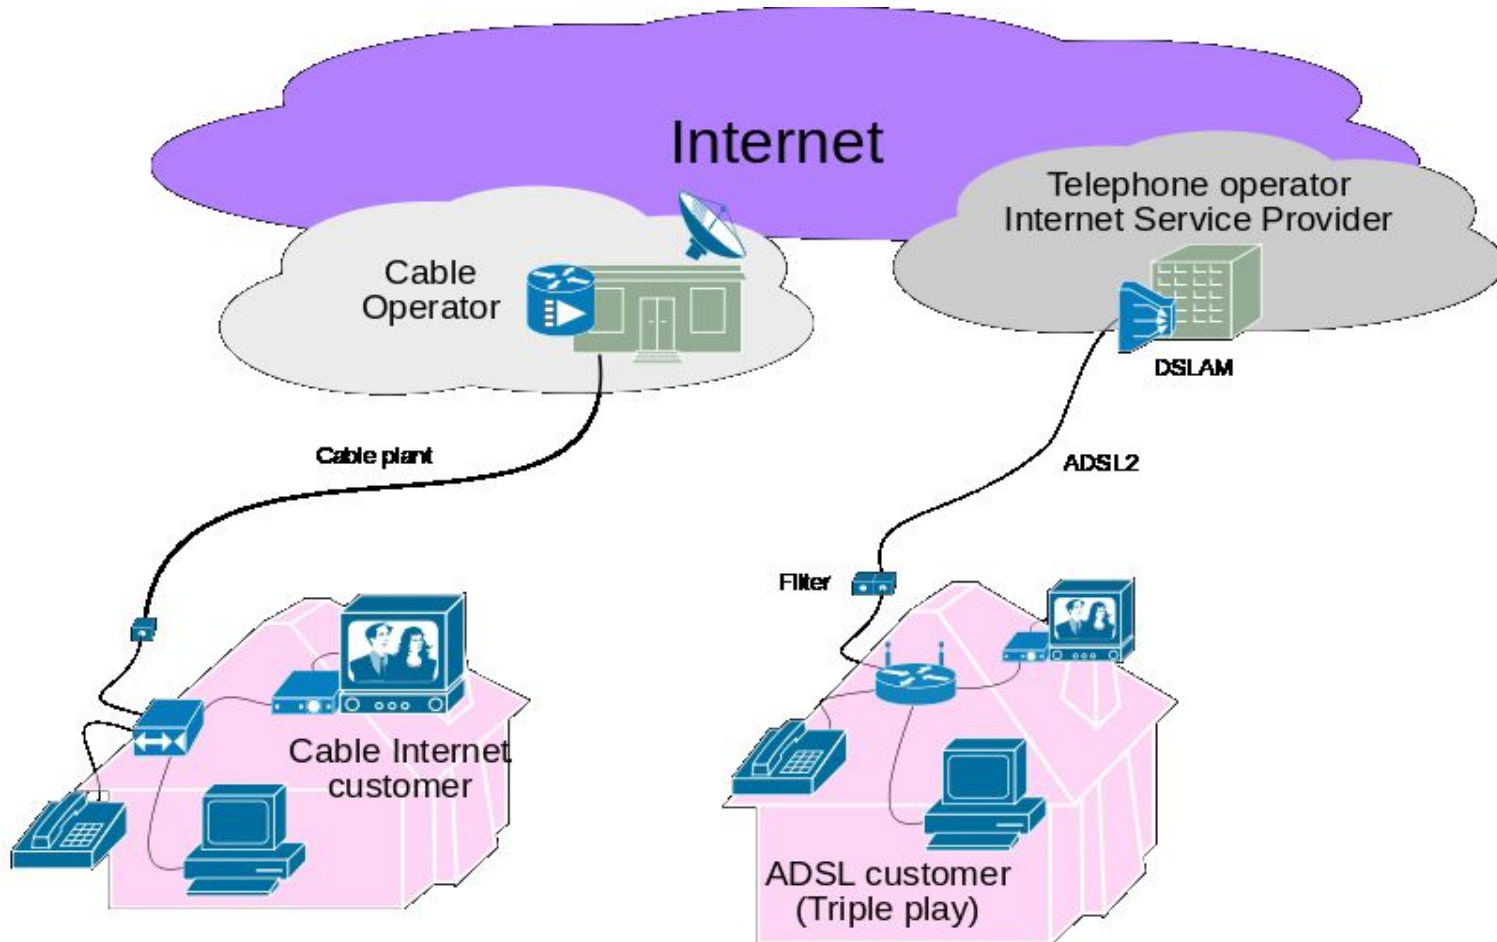 Internet
Telephone operator
Internet Service Provider
Cable
Operator
DSLAM
Cable plant
ADSL2
Filter
Cable Internet
customer
ADSL customer
(Triple play)